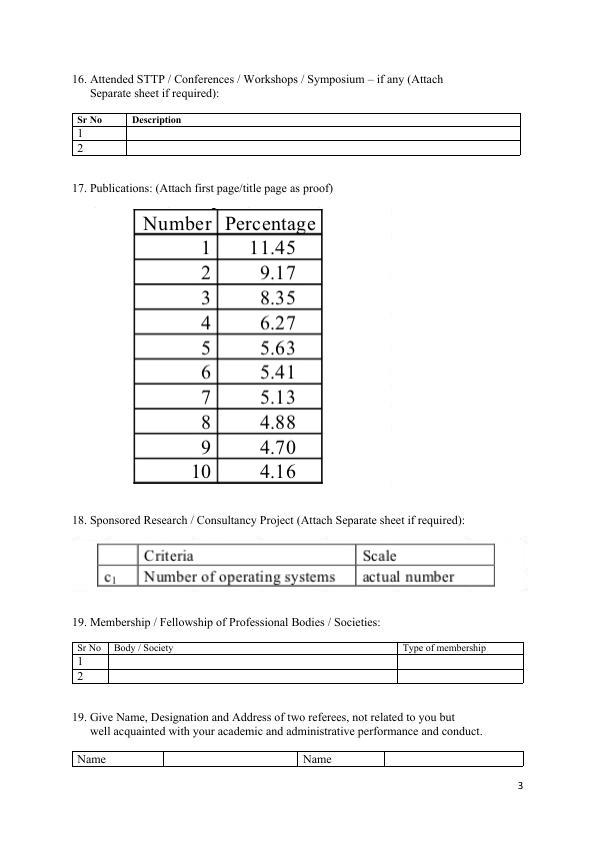 16. Attended STTP / Conferences / Workshops / Symposium – if any (Attach
Separate sheet if required):
Sr No Description
1
2
17. Publications: (Attach first page/title page as proof)
Number Percentage
1 11.45
2 9.17
3 8.35
4 6.27
5 5.63
6 5.41
7 5.13
8 4.88
9 4.70
10 4.16
18. Sponsored Research / Consultancy Project (Attach Separate sheet if required):
Criteria Scale
c₁ Number of operating systems actual number
19. Membership / Fellowship of Professional Bodies / Societies:
Sr No Body / Society Type of membership
1
2
19. Give Name, Designation and Address of two referees, not related to you but
well acquainted with your academic and administrative performance and conduct.
Name Name
3